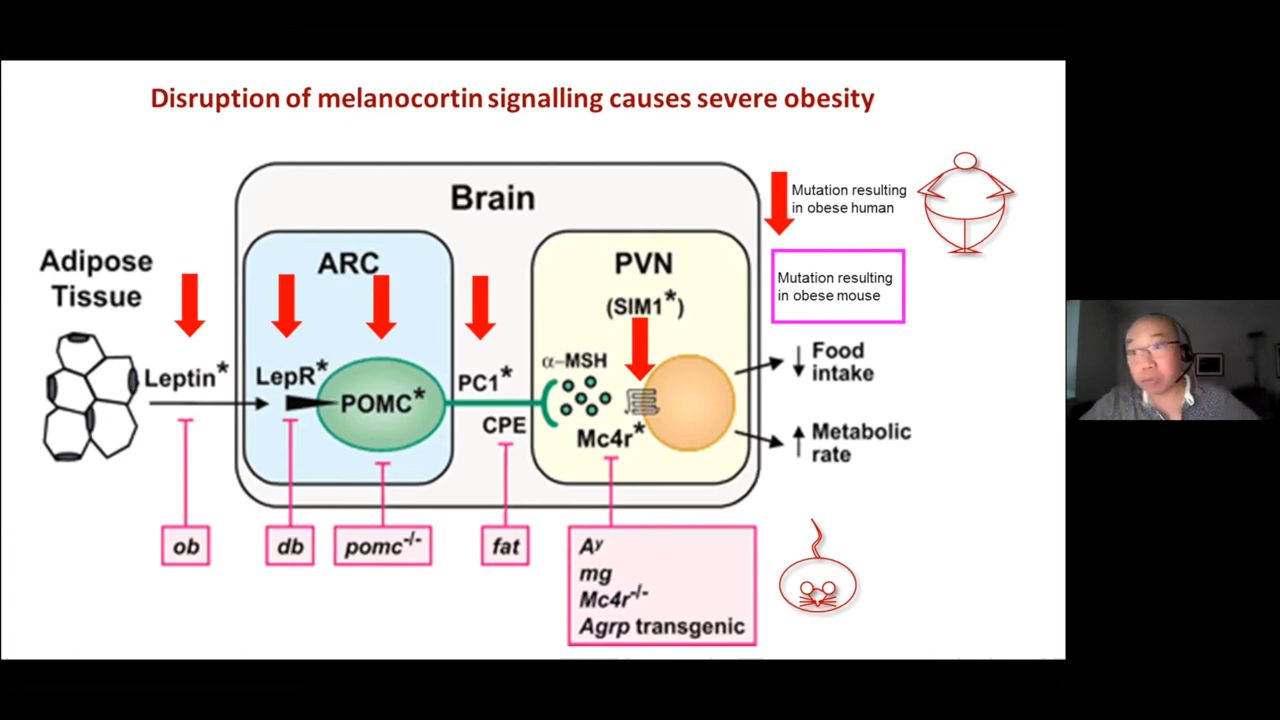 Disruption of melanocortin signalling causes severe obesity
Brain
Mutation resulting
in obese human
Adipose
Tissue
ARC
PVN
(SIM1*)
Mutation resulting
in obese mouse
Leptin*
LepR*
POMC*
PC1*
CPE
α-MSH
Mc4r*
Food
intake
Metabolic
rate
ob
db
pomc-/-
fat
Ay
mg
Mc4r-/-
Agrp transgenic